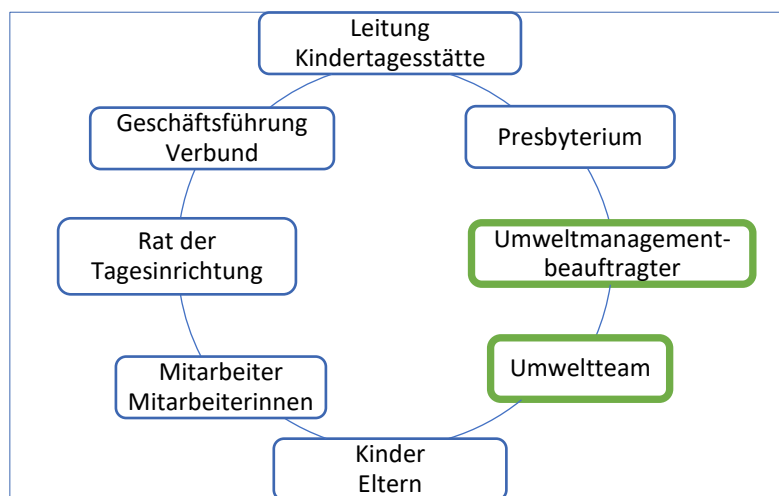 Leitung
Kindertagesstätte
Geschäftsführung
Verbund
Presbyterium
Rat der
Tagesinrichtung
Umweltmanagement-
beauftragter
Mitarbeiter
Mitarbeiterinnen
Umweltteam
Kinder
Eltern